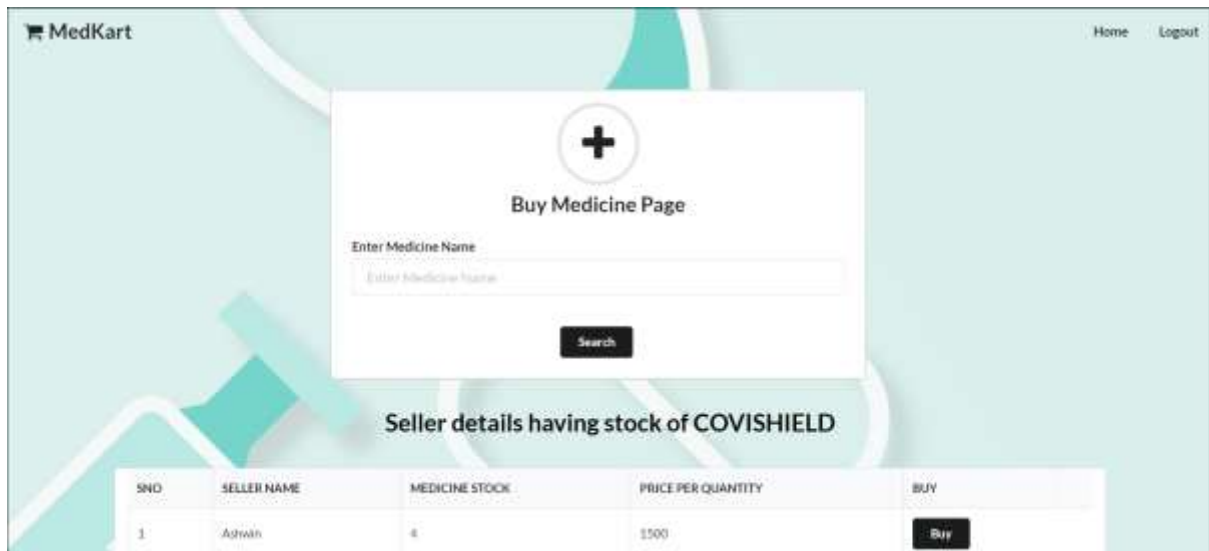 MedKart
Home Logout
Buy Medicine Page
Enter Medicine Name
Enter Medicine Name
Search
Seller details having stock of COVISHIELD
SNO SELLER NAME MEDICINE STOCK PRICE PER QUANTITY BUY
1 Ashwin 4 1500 Buy